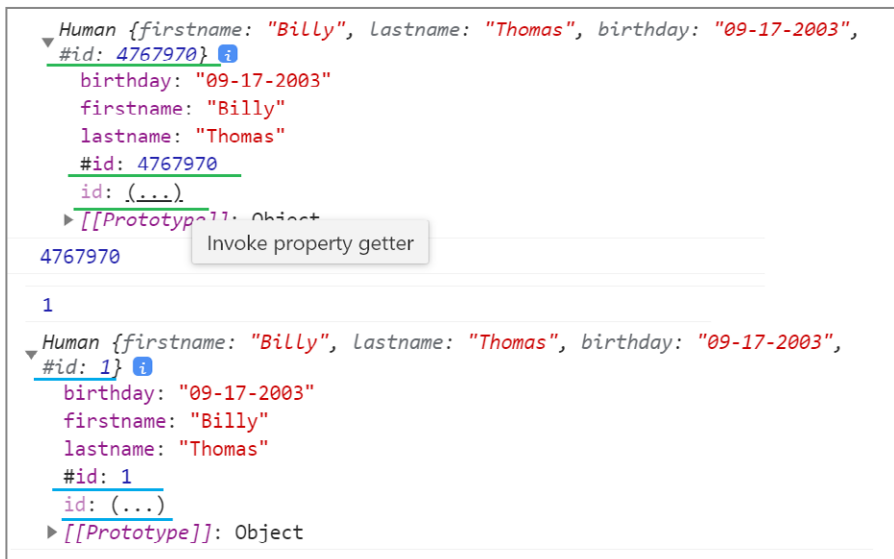 Human {firstname: "Billy", lastname: "Thomas", birthday: "09-17-2003",
#id: 4767970} i
birthday: "09-17-2003"
firstname: "Billy"
lastname: "Thomas"
#id: 4767970
id: (...)
[[Prototype]]: Object
Invoke property getter
4767970
1
Human {firstname: "Billy", lastname: "Thomas", birthday: "09-17-2003",
#id: 1} i
birthday: "09-17-2003"
firstname: "Billy"
lastname: "Thomas"
#id: 1
id: (...)
[[Prototype]]: Object